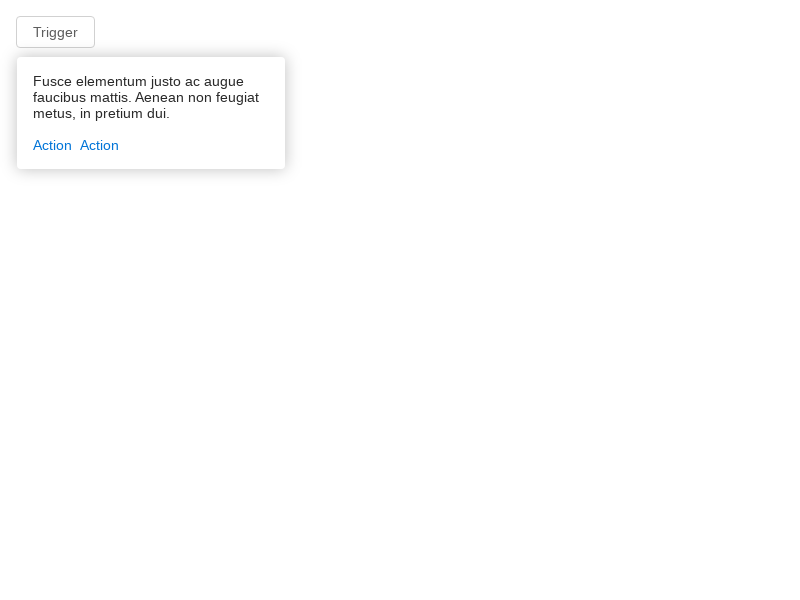 Trigger
Fusce elementum justo ac augue
faucibus mattis. Aenean non feugiat
metus, in pretium dui.
Action Action